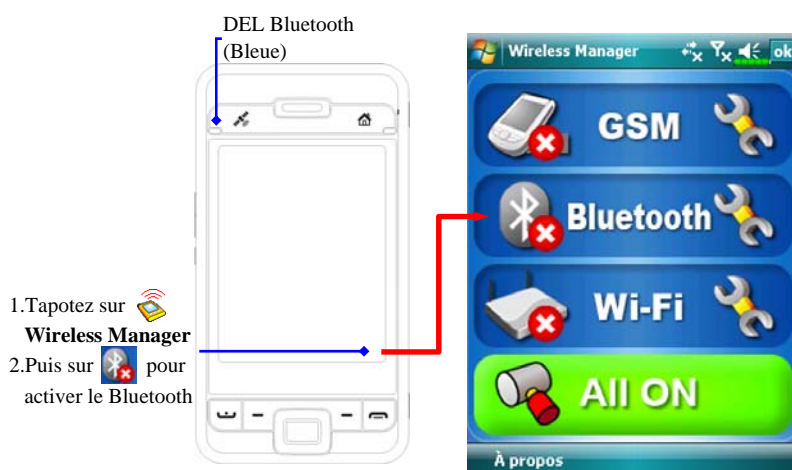 DEL Bluetooth
(Bleue)
1.Tapotez sur
Wireless Manager
2.Puis sur pour
activer le Bluetooth
Wireless Manager ok
GSM
Bluetooth
Wi-Fi
All ON
À propos